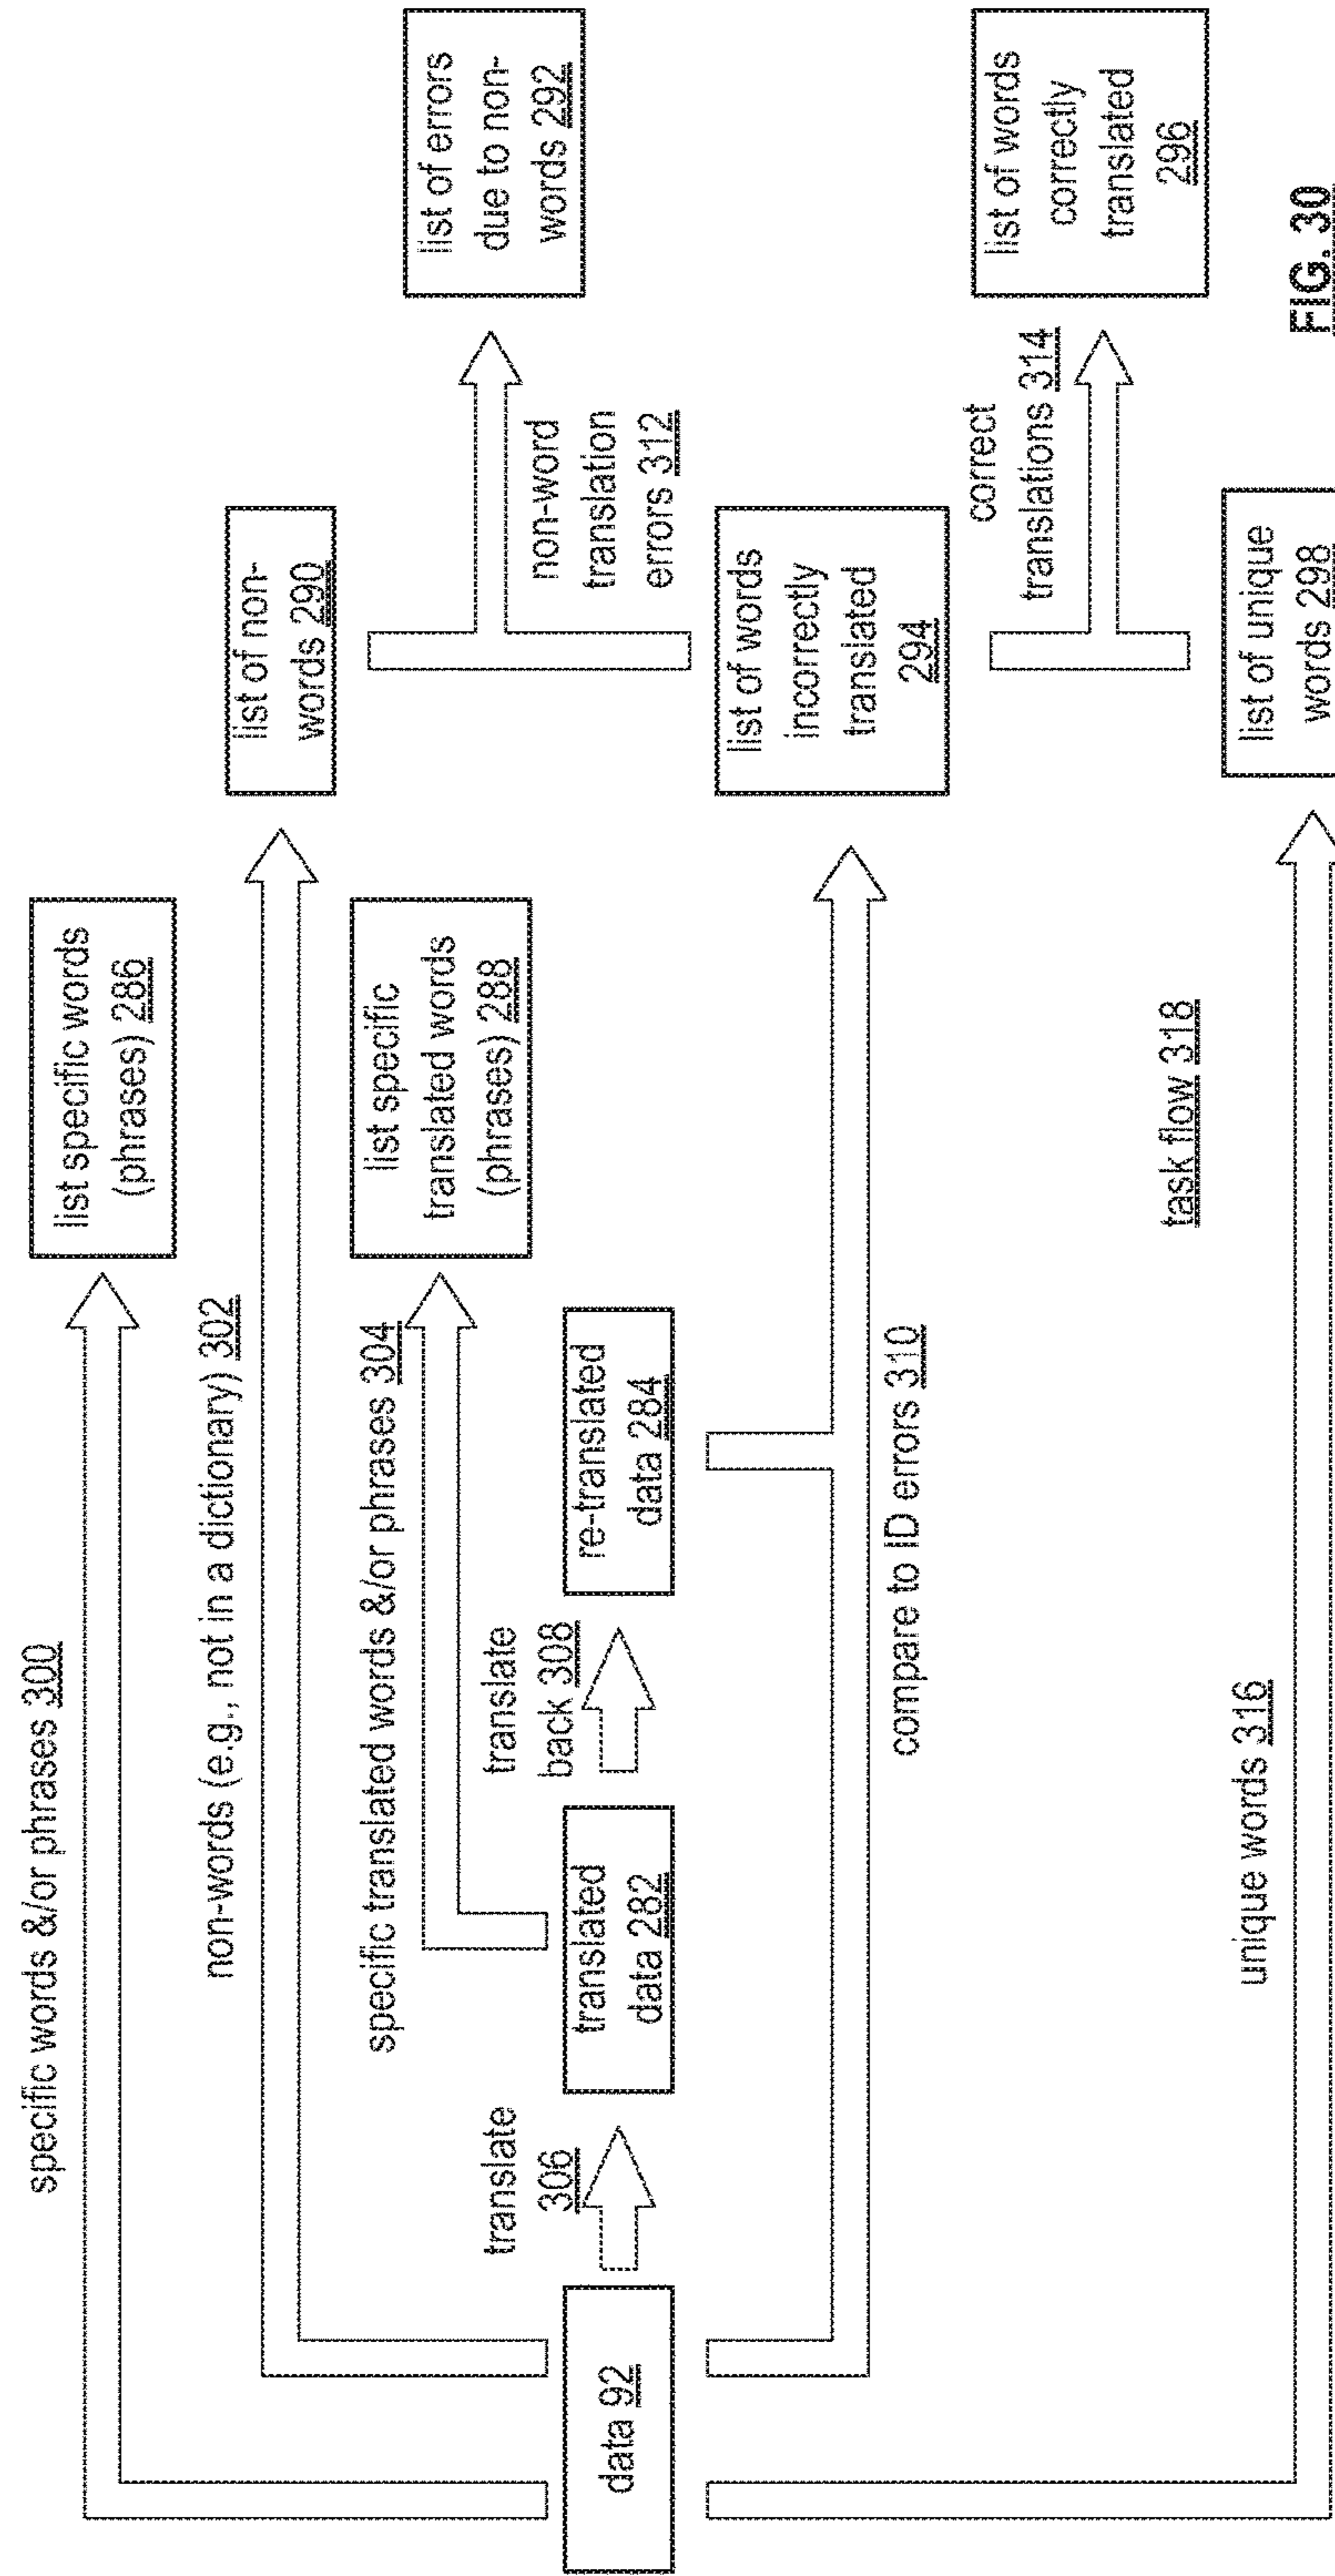 specific words &/or phrases 300
list specific words
(phrases) 286
non-words (e.g., not in a dictionary) 302
list of non-
words 290
specific translated words &/or phrases 304
list specific
translated words
(phrases) 288
list of errors
due to non-
words 292
non-word
translation
errors 312
data 92
translate
306
translated
data 282
translate
back 308
re-translated
data 284
compare to ID errors 310
list of words
incorrectly
translated
294
correct
translations 314
list of words
correctly
translated
296
task flow 318
unique words 316
list of unique
words 298
FIG. 30